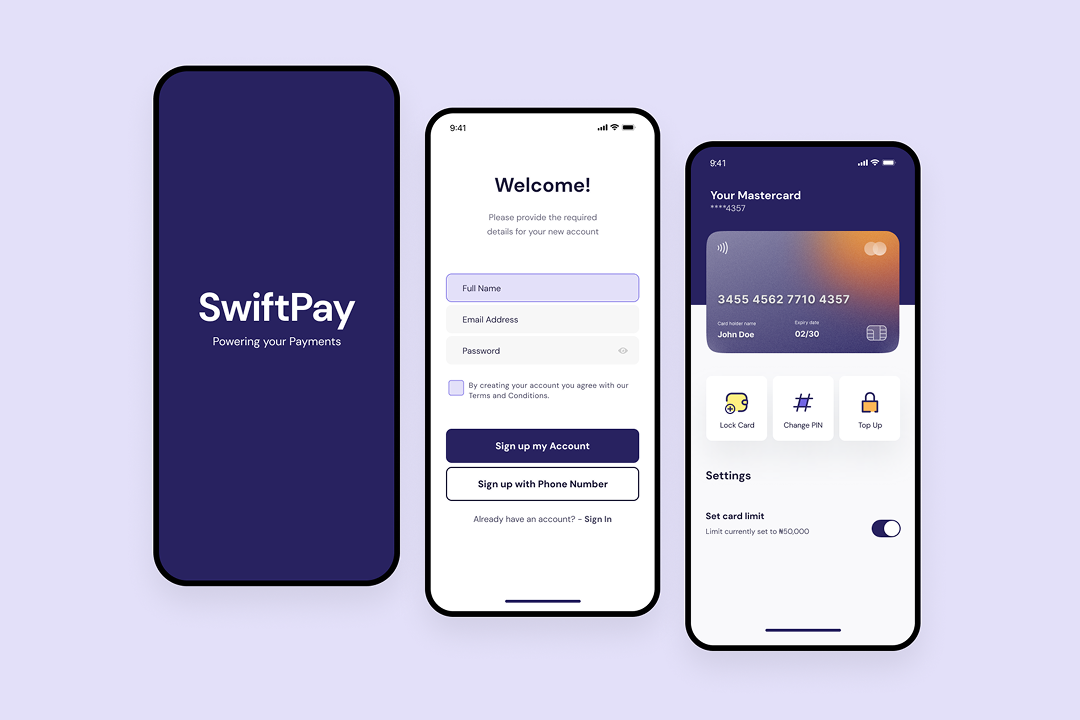 SwiftPay
Powering your Payments
9:41
Welcome!
Please provide the required
details for your new account
Full Name
Email Address
Password
By creating your account you agree with our
Terms and Conditions.
Sign up my Account
Sign up with Phone Number
Already have an account? - Sign In
9:41
Your Mastercard
****4357
3455 4562 7710 4357
Card holder name
Expiry date
John Doe
02/30
Lock Card
Change PIN
Top Up
Settings
Set card limit
Limit currently set to ₦50,000